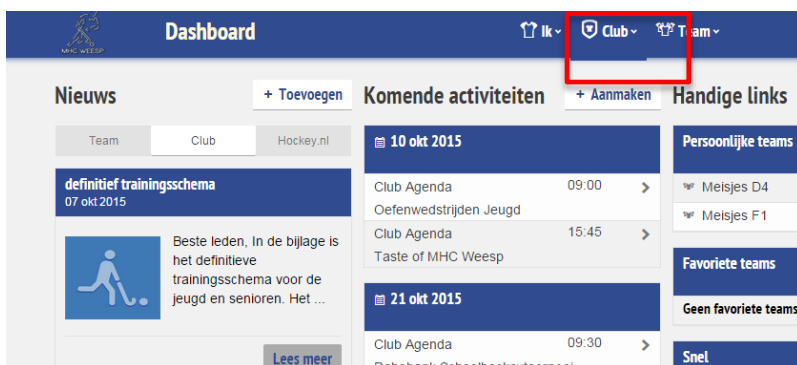 MHC WEESP
Dashboard
Ik
Club
Team
Nieuws
+ Toevoegen
Team
Club
Hockey.nl
definitief trainingsschema
07 okt 2015
Beste leden, In de bijlage is
het definitieve
trainingsschema voor de
jeugd en senioren. Het ...
Lees meer
Komende activiteiten
+ Aanmaken
10 okt 2015
Club Agenda 09:00
Oefenwedstrijden Jeugd
Club Agenda 15:45
Taste of MHC Weesp
21 okt 2015
Club Agenda 09:30
Handige links
Persoonlijke teams
Meisjes D4
Meisjes F1
Favoriete teams
Geen favoriete teams
Snel